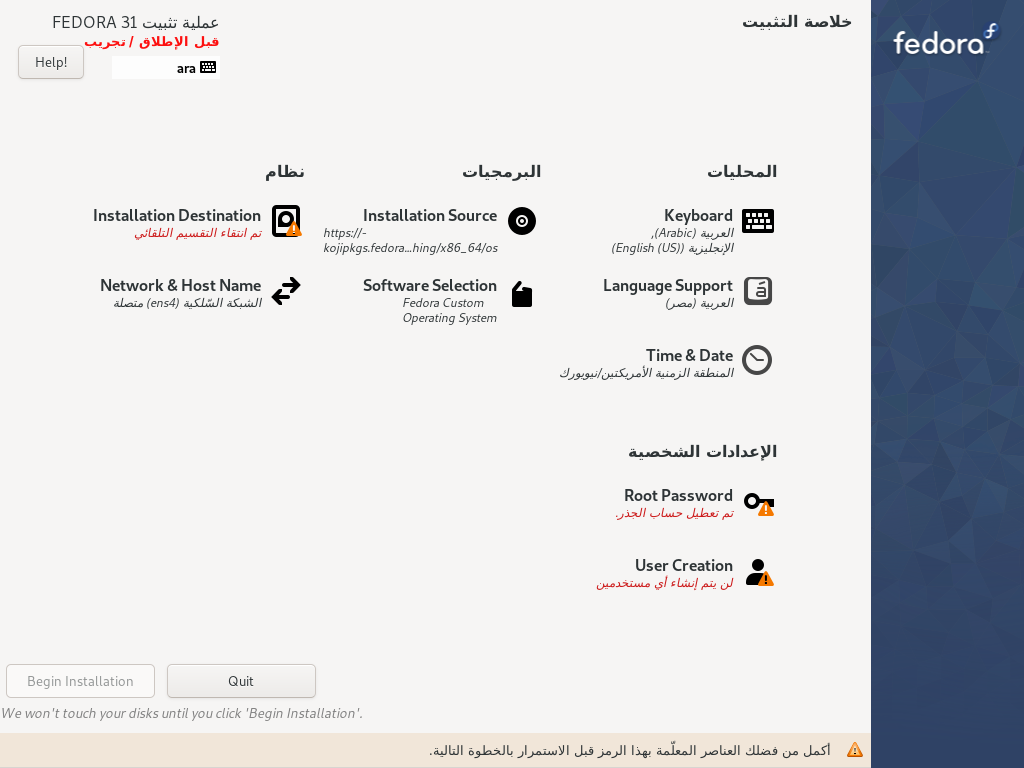 خلاصة التثبيت
عملية تثبيت FEDORA 31
قبل الإطلاق / تجريب
ara
Help!
fedora
المحليات
Keyboard
العربية (Arabic),
الإنجليزية (English (US))
Language Support
العربية (مصر)
Time & Date
المنطقة الزمنية الأمريكتين/نيويورك
البرمجيات
Installation Source
https://-
kojipkgs.fedora...hing/x86_64/os
Software Selection
Fedora Custom
Operating System
نظام
Installation Destination
تم انتقاء التقسيم التلقائي
Network & Host Name
الشبكة السّلكية (ens4) متصلة
الإعدادات الشخصية
Root Password
تم تعطيل حساب الجذر.
User Creation
لن يتم إنشاء أي مستخدمين
Begin Installation
Quit
We won't touch your disks until you click 'Begin Installation'.
أكمل من فضلك العناصر المعلّمة بهذا الرمز قبل الاستمرار بالخطوة التالية.